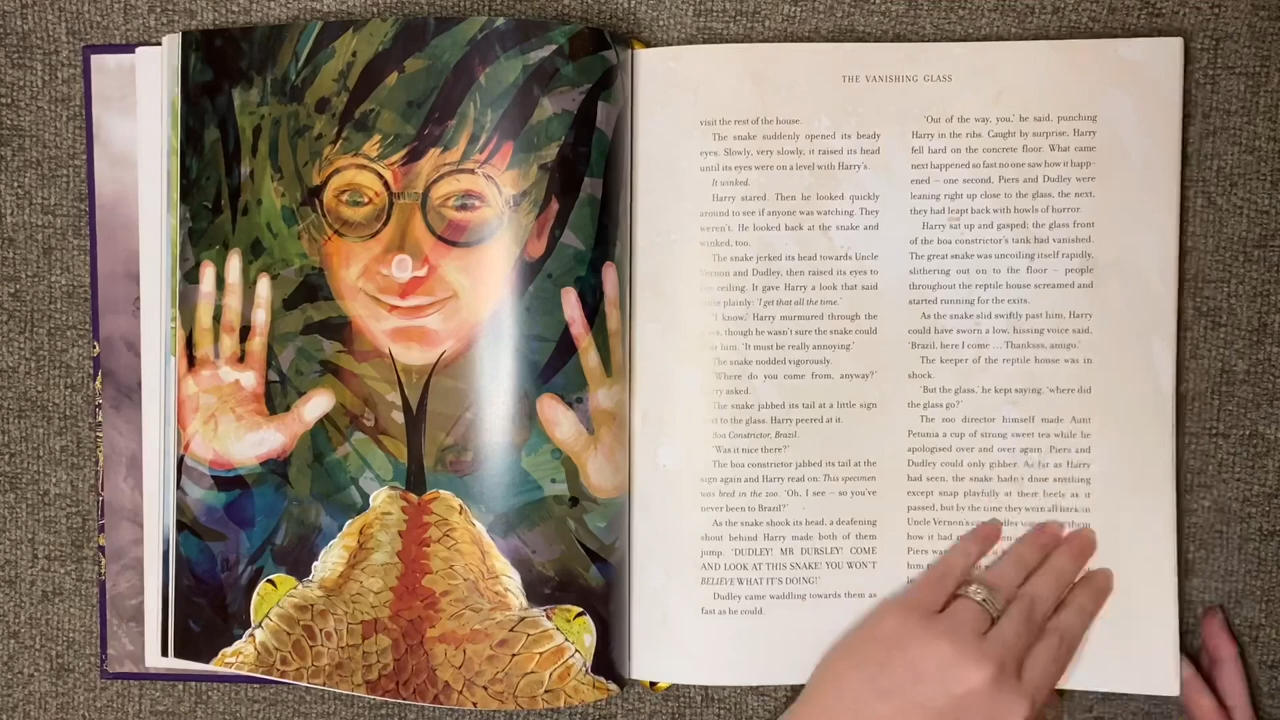 THE VANISHING GLASS
visit the rest of the house.
The snake suddenly opened its beady
eyes. Slowly, very slowly, it raised its head
until its eyes were on a level with Harry's.
It winked.
Harry stared. Then he looked quickly
around to see if anyone was watching. They
weren't. He looked back at the snake and
winked, too.
The snake jerked its head towards Uncle
Vernon and Dudley, then raised its eyes to
ceiling. It gave Harry a look that said
plainly: 'I get that all the time.'
'I know,' Harry murmured through the
though he wasn't sure the snake could
him. 'It must be really annoying.'
The snake nodded vigorously.
'Where do you come from, anyway?'
asked.
The snake jabbed its tail at a little sign
to the glass. Harry peered at it.
Boa Constrictor, Brazil.
'Was it nice there?'
The boa constrictor jabbed its tail at the
sign again and Harry read on: This specimen
was bred in the zoo. 'Oh, I see – so you've
never been to Brazil?'
As the snake shook its head, a deafening
shout behind Harry made both of them
jump. 'DUDLEY! MR DURSLEY! COME
AND LOOK AT THIS SNAKE! YOU WON'T
BELIEVE WHAT IT'S DOING!'
Dudley came waddling towards them as
fast as he could.
'Out of the way, you,' he said, punching
Harry in the ribs. Caught by surprise, Harry
fell hard on the concrete floor. What came
next happened so fast no one saw how it happ-
ened – one second, Piers and Dudley were
leaning right up close to the glass, the next,
they had leapt back with howls of horror.
Harry sat up and gasped; the glass front
of the boa constrictor's tank had vanished.
The great snake was uncoiling itself rapidly,
slithering out on to the floor – people
throughout the reptile house screamed and
started running for the exits.
As the snake slid swiftly past him, Harry
could have sworn a low, hissing voice said,
'Brazil, here I come ... Thanksss, amigo.'
The keeper of the reptile house was in
shock.
'But the glass,' he kept saying, 'where did
the glass go?'
The zoo director himself made Aunt
Petunia a cup of strong sweet tea while he
apologised over and over again. Piers and
Dudley could only gibber. As far as Harry
had seen, the snake hadn't done anything
except snap playfully at their heels as it
passed, but by the time they were all back in
Uncle Vernon's car, them
how it had
Piers was
him